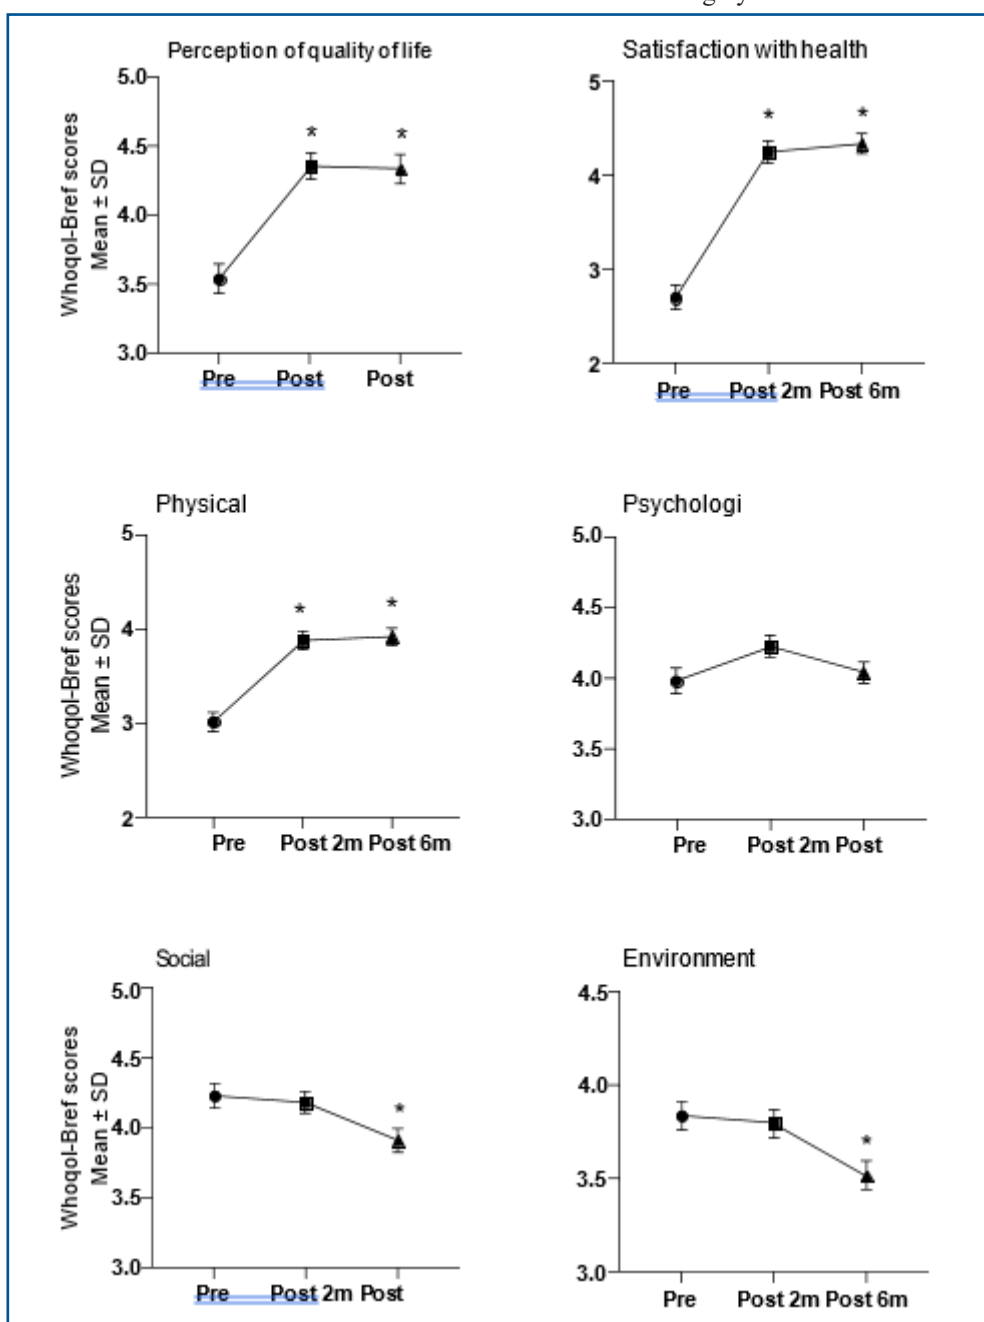 Perception of quality of life
Whoqol-Bref scores
Mean ± SD
5.0
4.5
4.0
3.5
3.0
*
*
Pre Post Post
Satisfaction with health
5
4
3
2
*
*
Pre Post 2m Post 6m
Physical
Whoqol-Bref scores
Mean ± SD
5
4
3
2
*
*
Pre Post 2m Post 6m
Psychologi
5.0
4.5
4.0
3.5
3.0
Pre Post 2m Post
Social
Whoqol-Bref scores
Mean ± SD
5.0
4.5
4.0
3.5
3.0
*
Pre Post 2m Post
Environment
4.5
4.0
3.5
3.0
*
Pre Post 2m Post 6m